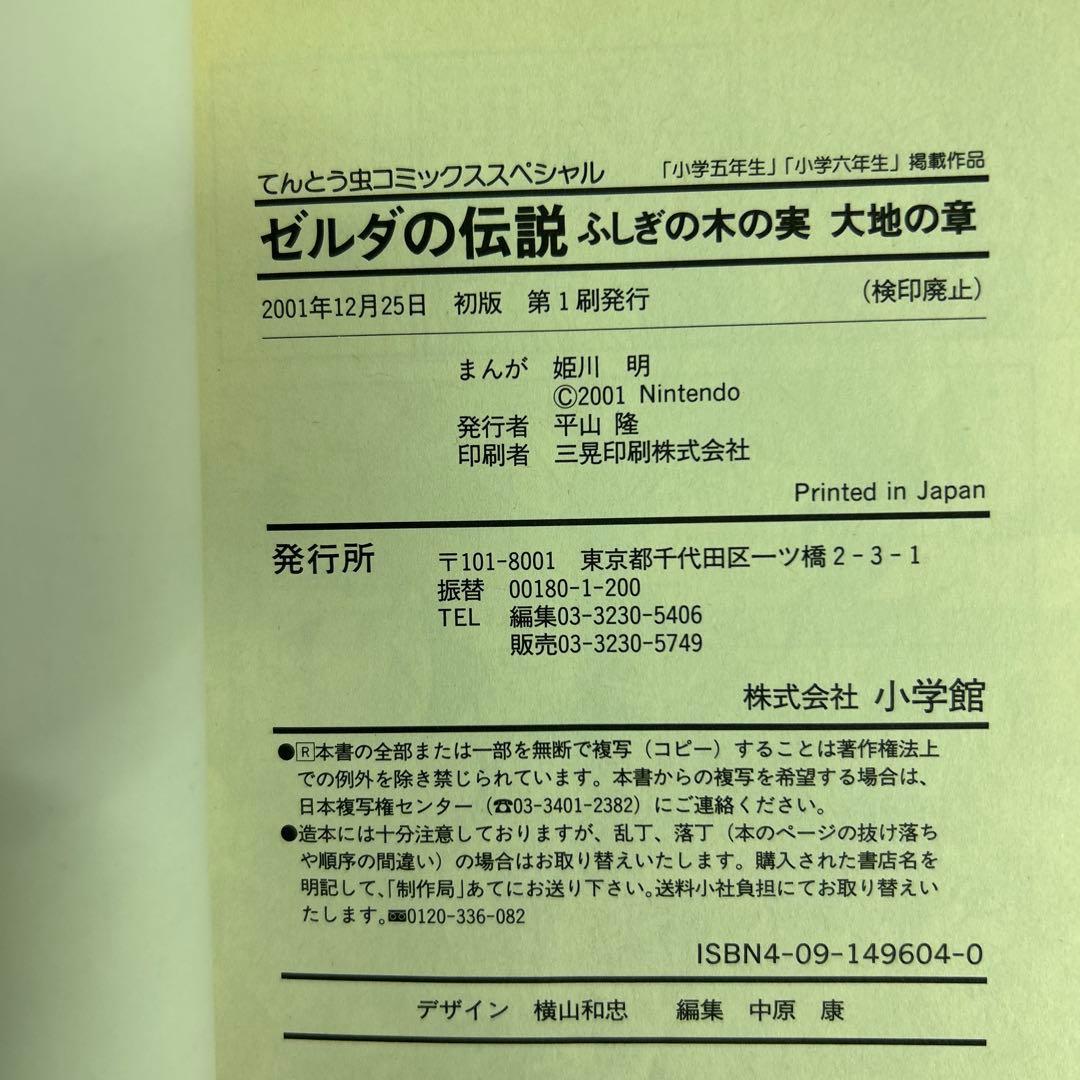 てんとう虫コミックススペシャル 「小学五年生」「小学六年生」掲載作品
ゼルダの伝説 ふしぎの木の実 大地の章
2001年12月25日 初版 第1刷発行 (検印廃止)
まんが 姫川 明
©2001 Nintendo
発行者 平山 隆
印刷者 三晃印刷株式会社
Printed in Japan
発行所 〒101-8001 東京都千代田区一ツ橋2-3-1
振替 00180-1-200
TEL 編集03-3230-5406
販売03-3230-5749
株式会社 小学館
●Ⓡ本書の全部または一部を無断で複写(コピー)することは著作権法上
での例外を除き禁じられています。本書からの複写を希望する場合は、
日本複写権センター(☎03-3401-2382)にご連絡ください。
●造本には十分注意しておりますが、乱丁、落丁(本のページの抜け落ち
や順序の間違い)の場合はお取り替えいたします。購入された書店名を
明記して、「制作局」あてにお送り下さい。送料小社負担にてお取り替えい
たします。0120-336-082
ISBN4-09-149604-0
デザイン 横山和忠 編集 中原 康